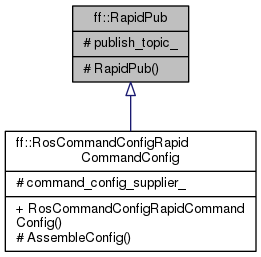 ff::RapidPub
# publish_topic_
# RapidPub()
ff::RosCommandConfigRapid
CommandConfig
# command_config_supplier_
+ RosCommandConfigRapidCommand
Config()
# AssembleConfig()